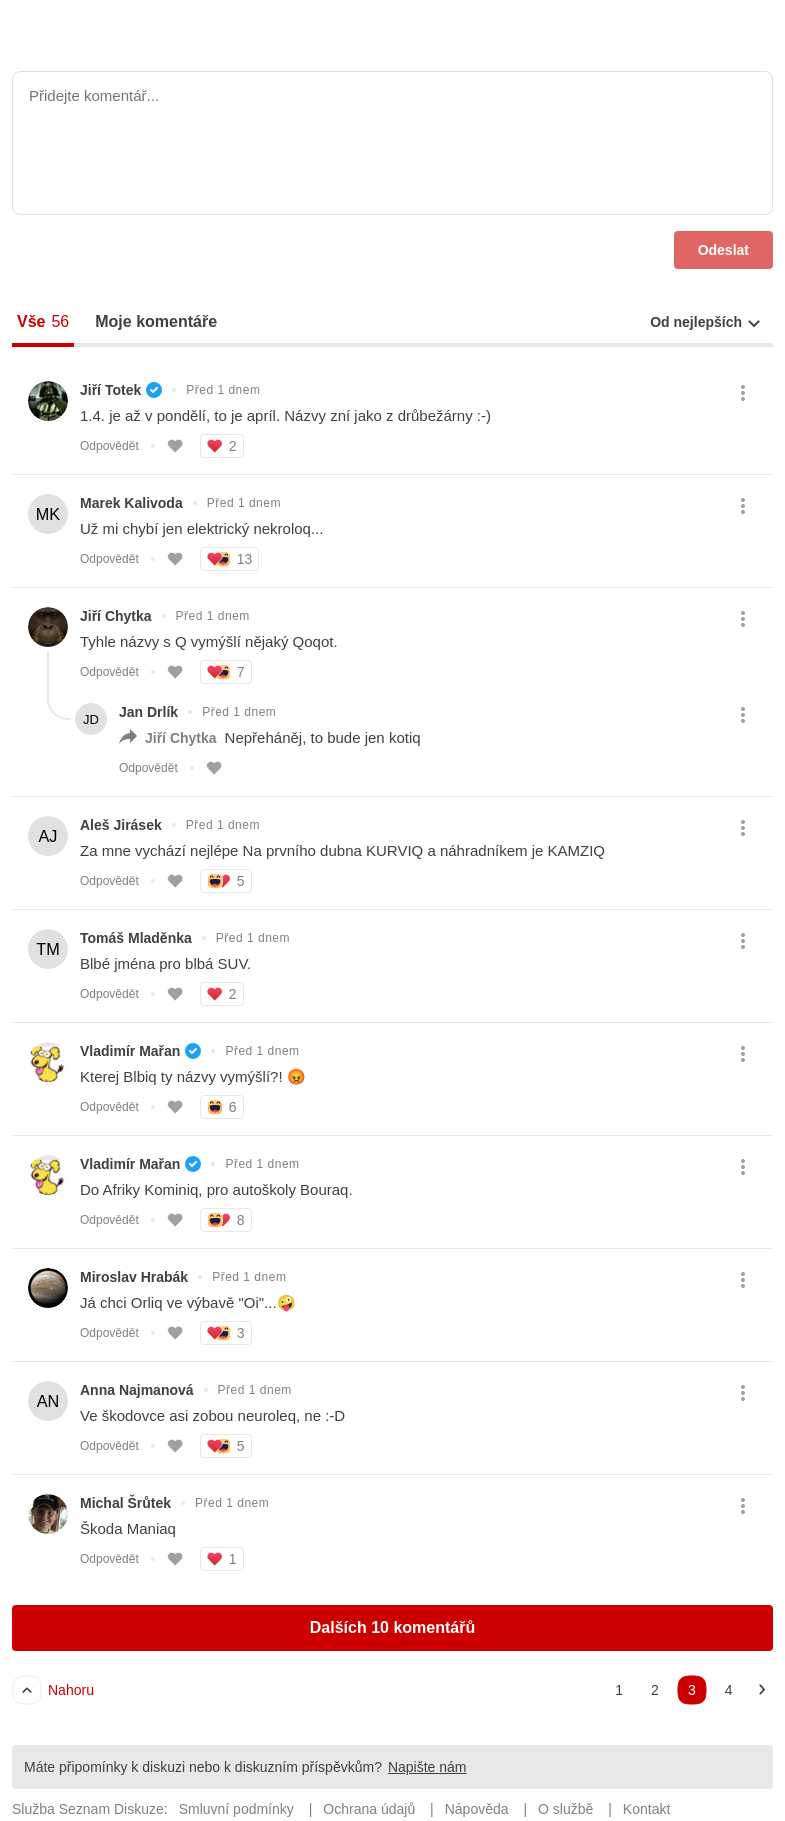 Přidejte komentář...
Odeslat
Vše 56 Moje komentáře Od nejlepších
Jiří Totek Před 1 dnem
1.4. je až v pondělí, to je apríl. Názvy zní jako z drůbežárny :-)
Odpovědět 2
MK Marek Kalivoda Před 1 dnem
Už mi chybí jen elektrický nekroloq...
Odpovědět 13
Jiří Chytka Před 1 dnem
Tyhle názvy s Q vymýšlí nějaký Qoqot.
Odpovědět 7
JD Jan Drlík Před 1 dnem
Jiří Chytka Nepřeháněj, to bude jen kotiq
Odpovědět
AJ Aleš Jirásek Před 1 dnem
Za mne vychází nejlépe Na prvního dubna KURVIQ a náhradníkem je KAMZIQ
Odpovědět 5
TM Tomáš Mladěnka Před 1 dnem
Blbé jména pro blbá SUV.
Odpovědět 2
Vladimír Mařan Před 1 dnem
Kterej Blbiq ty názvy vymýšlí?! 😡
Odpovědět 6
Vladimír Mařan Před 1 dnem
Do Afriky Kominiq, pro autoškoly Bouraq.
Odpovědět 8
Miroslav Hrabák Před 1 dnem
Já chci Orliq ve výbavě "Oi"...🤪
Odpovědět 3
AN Anna Najmanová Před 1 dnem
Ve škodovce asi zobou neuroleq, ne :-D
Odpovědět 5
Michal Šrůtek Před 1 dnem
Škoda Maniaq
Odpovědět 1
Dalších 10 komentářů
Nahoru 1 2 3 4
Máte připomínky k diskuzi nebo k diskuzním příspěvkům? Napište nám
Služba Seznam Diskuze: Smluvní podmínky | Ochrana údajů | Nápověda | O službě | Kontakt